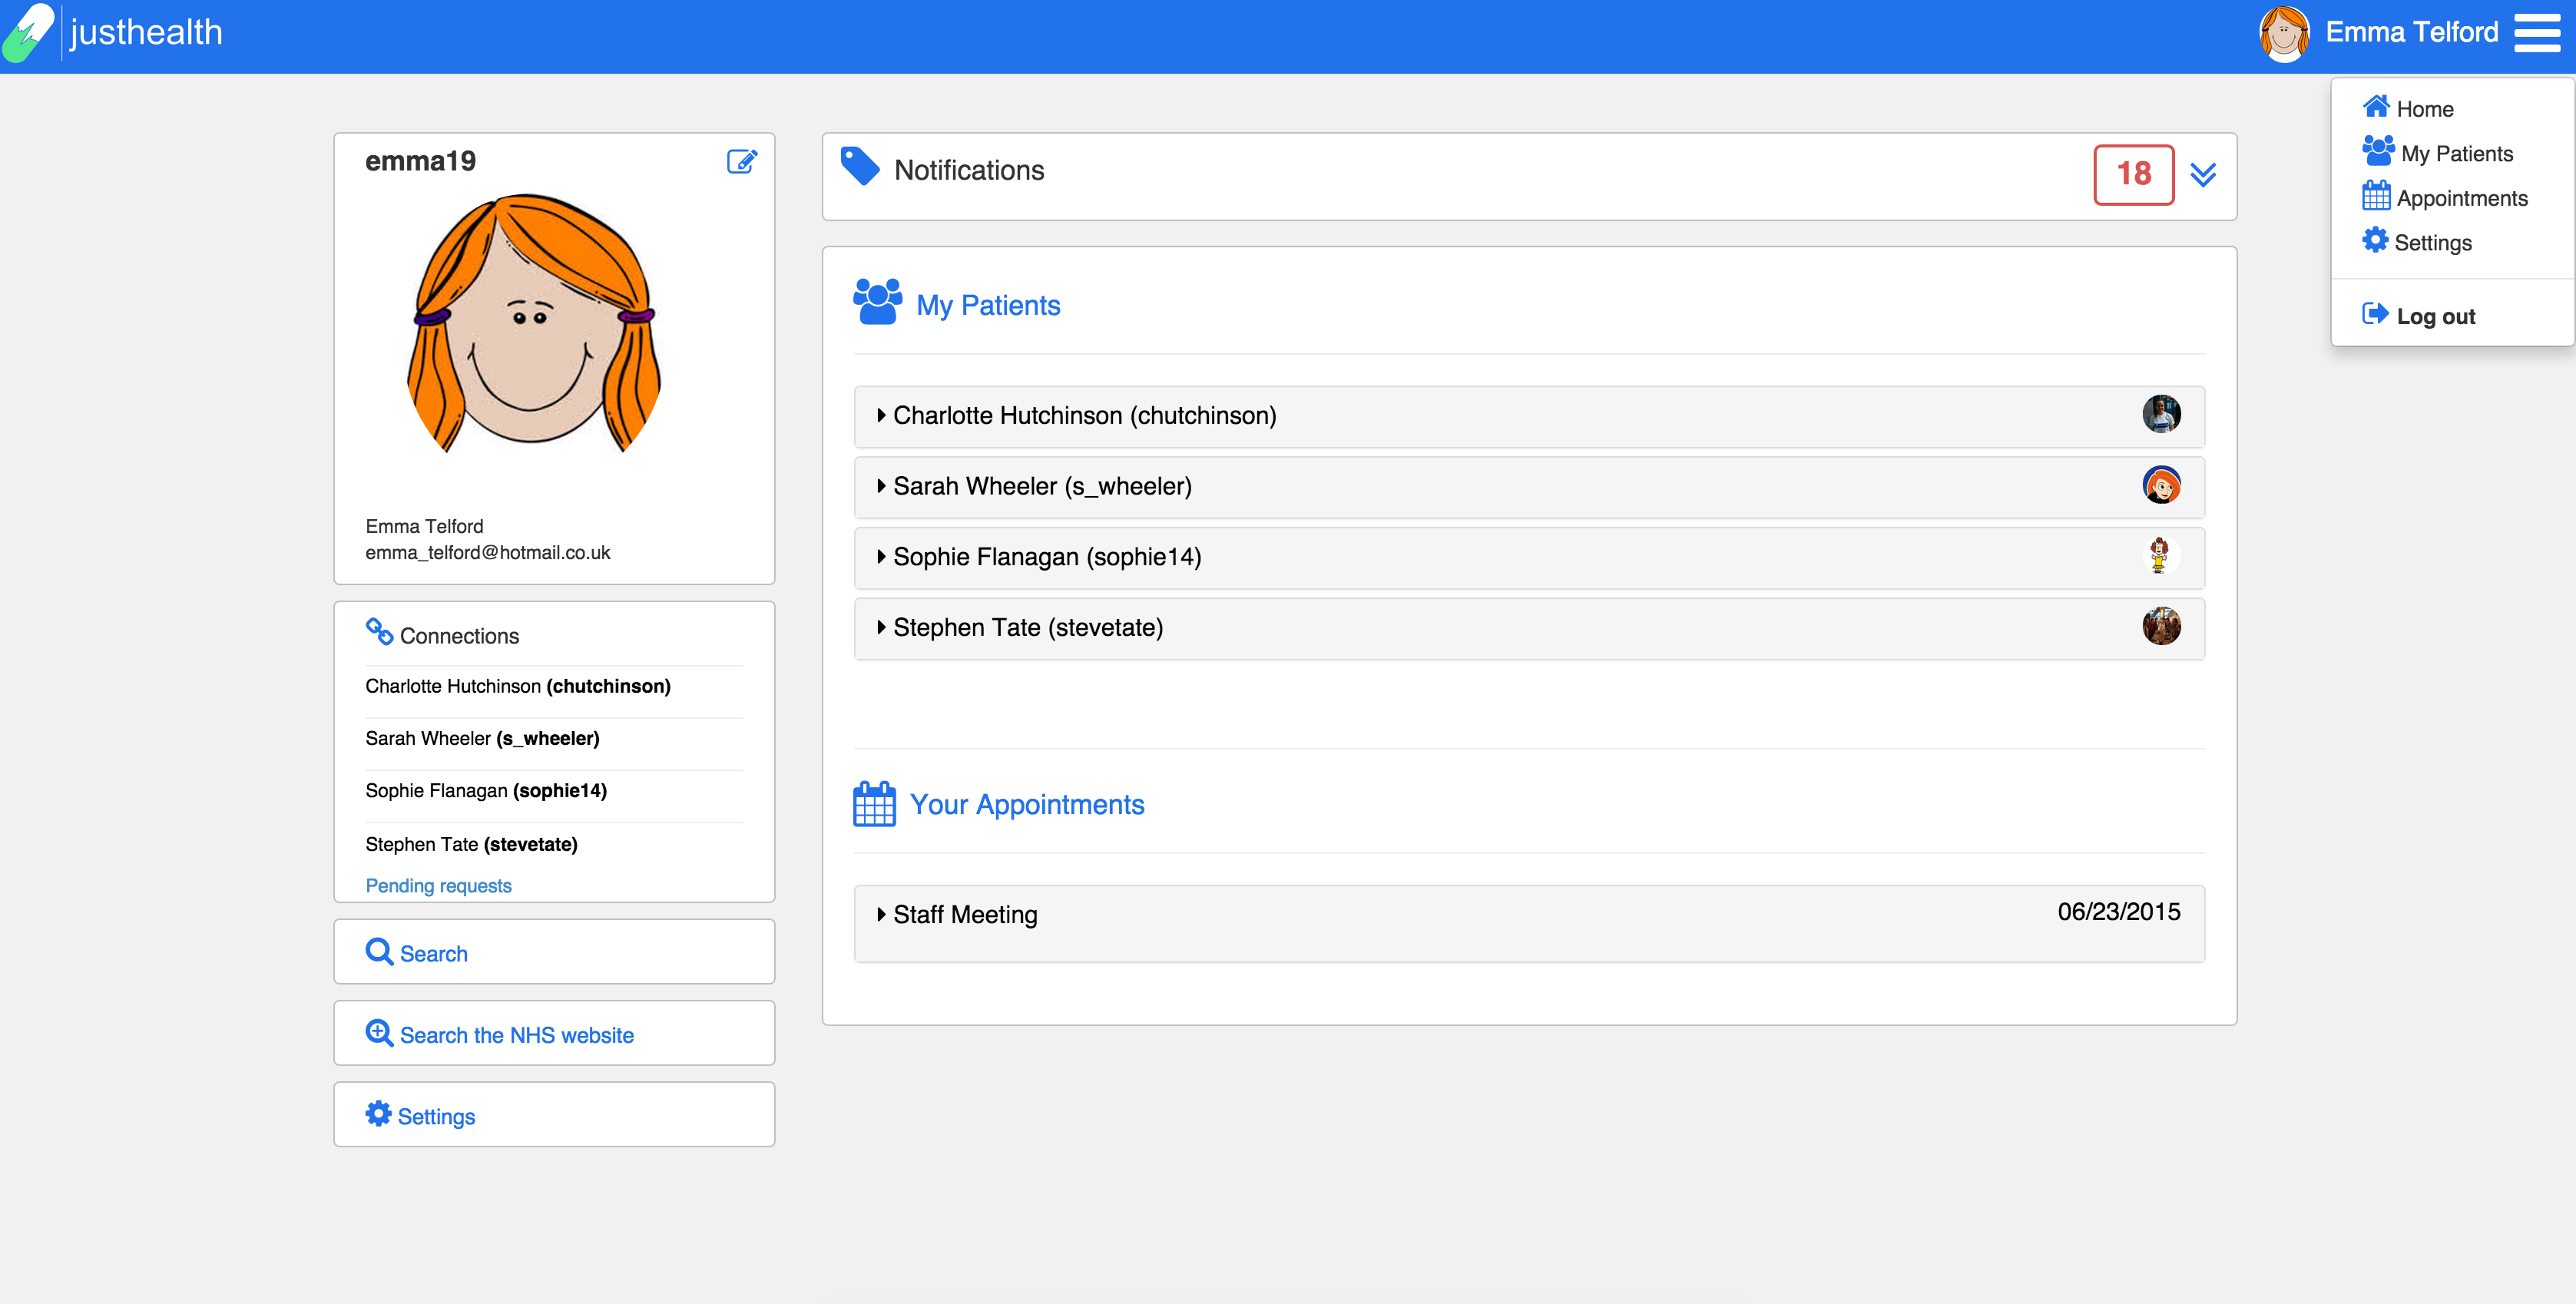 justhealth
Emma Telford
Home
My Patients
Appointments
Settings
Log out
emma19
Emma Telford
emma_telford@hotmail.co.uk
Connections
Charlotte Hutchinson (chutchinson)
Sarah Wheeler (s_wheeler)
Sophie Flanagan (sophie14)
Stephen Tate (stevetate)
Pending requests
Search
Search the NHS website
Settings
Notifications 18
My Patients
Charlotte Hutchinson (chutchinson)
Sarah Wheeler (s_wheeler)
Sophie Flanagan (sophie14)
Stephen Tate (stevetate)
Your Appointments
Staff Meeting 06/23/2015